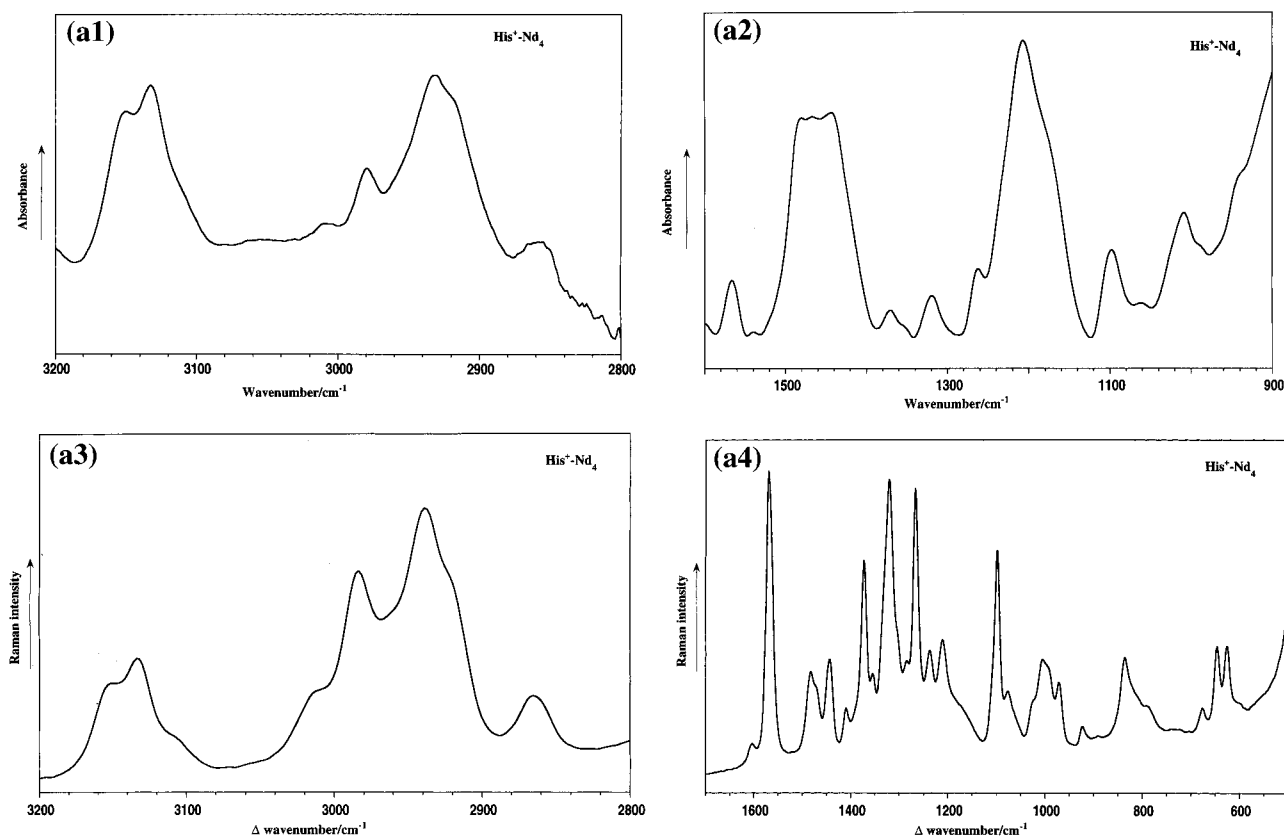 (a1)
His⁺-Nd₄
Absorbance
3200 3100 3000 2900 2800
Wavenumber/cm⁻¹
(a2)
His⁺-Nd₄
Absorbance
1500 1300 1100 900
Wavenumber/cm⁻¹
(a3)
His⁺-Nd₄
Raman intensity
3200 3100 3000 2900 2800
Δ wavenumber/cm⁻¹
(a4)
His⁺-Nd₄
Raman intensity
1600 1400 1200 1000 800 600
Δ wavenumber/cm⁻¹